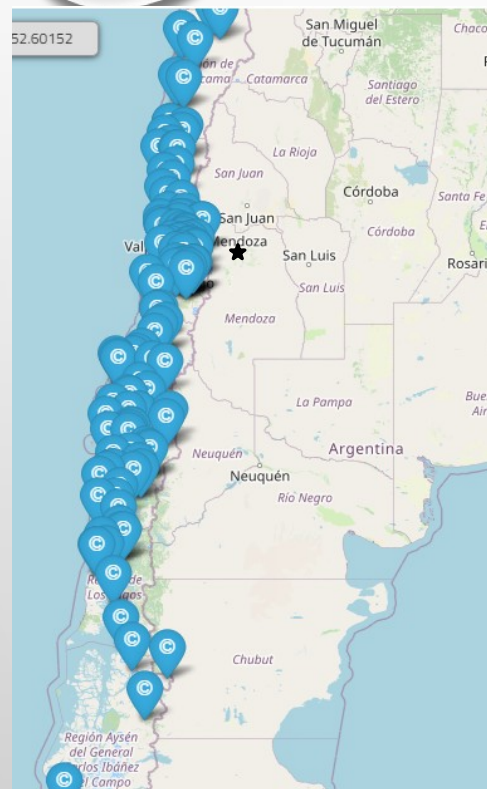 San Miguel
de Tucumán
Chaco
52.60152
Catamarca
Santiago
del Estero
La Rioja
San Juan
Córdoba
Santa Fe
San Juan
Córdoba
Mendoza
San Luis
San Luis
Mendoza
La Pampa
Argentina
Neuquén
Neuquén
Río Negro
Chubut
Región Aysén
del General
Carlos Ibáñez
del Campo